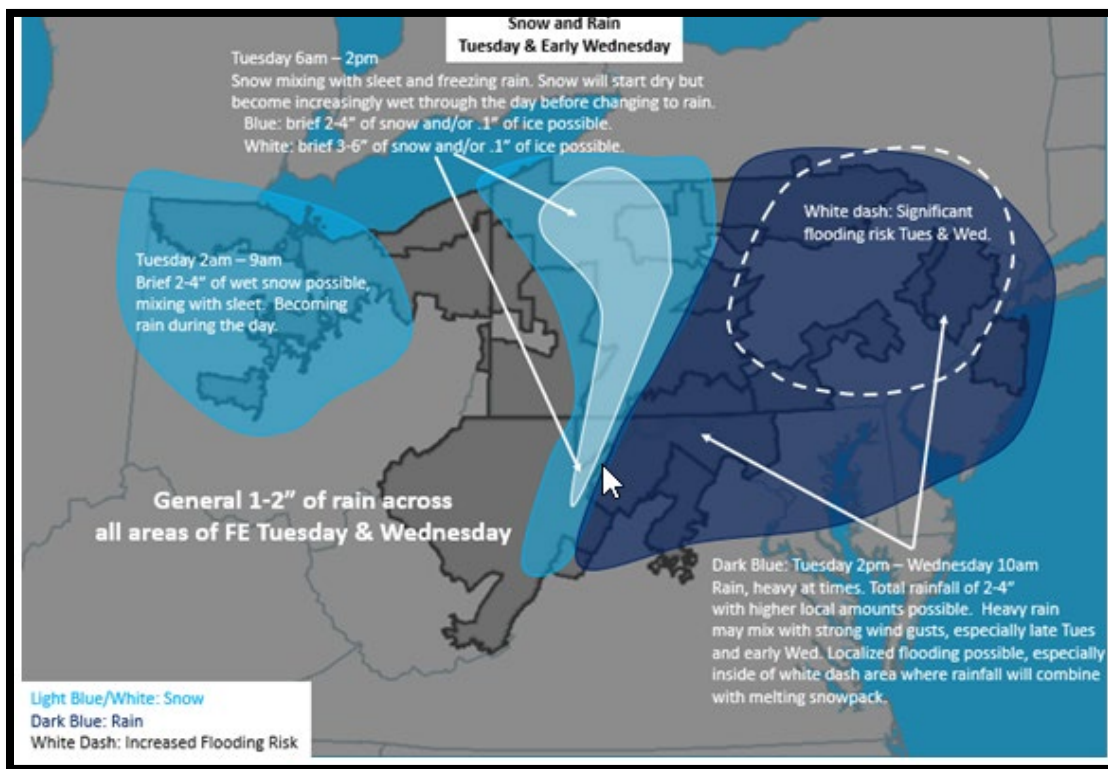 Snow and Rain
Tuesday & Early Wednesday
Tuesday 6am – 2pm
Snow mixing with sleet and freezing rain. Snow will start dry but
become increasingly wet through the day before changing to rain.
Blue: brief 2-4" of snow and/or .1" of ice possible.
White: brief 3-6" of snow and/or .1" of ice possible.
White dash: Significant
flooding risk Tues & Wed.
Tuesday 2am – 9am
Brief 2-4" of wet snow possible,
mixing with sleet. Becoming
rain during the day.
General 1-2" of rain across
all areas of FE Tuesday & Wednesday
Dark Blue: Tuesday 2pm – Wednesday 10am
Rain, heavy at times. Total rainfall of 2-4"
with higher local amounts possible. Heavy rain
may mix with strong wind gusts, especially late Tues
and early Wed. Localized flooding possible, especially
inside of white dash area where rainfall will combine
with melting snowpack.
Light Blue/White: Snow
Dark Blue: Rain
White Dash: Increased Flooding Risk